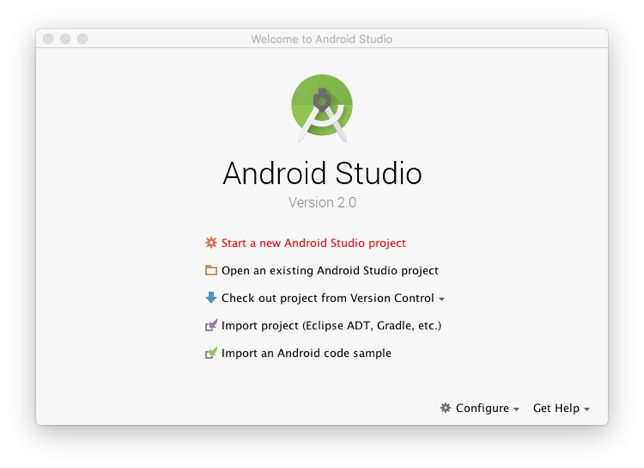 Welcome to Android Studio
Android Studio
Version 2.0
Start a new Android Studio project
Open an existing Android Studio project
Check out project from Version Control
Import project (Eclipse ADT, Gradle, etc.)
Import an Android code sample
Configure Get Help